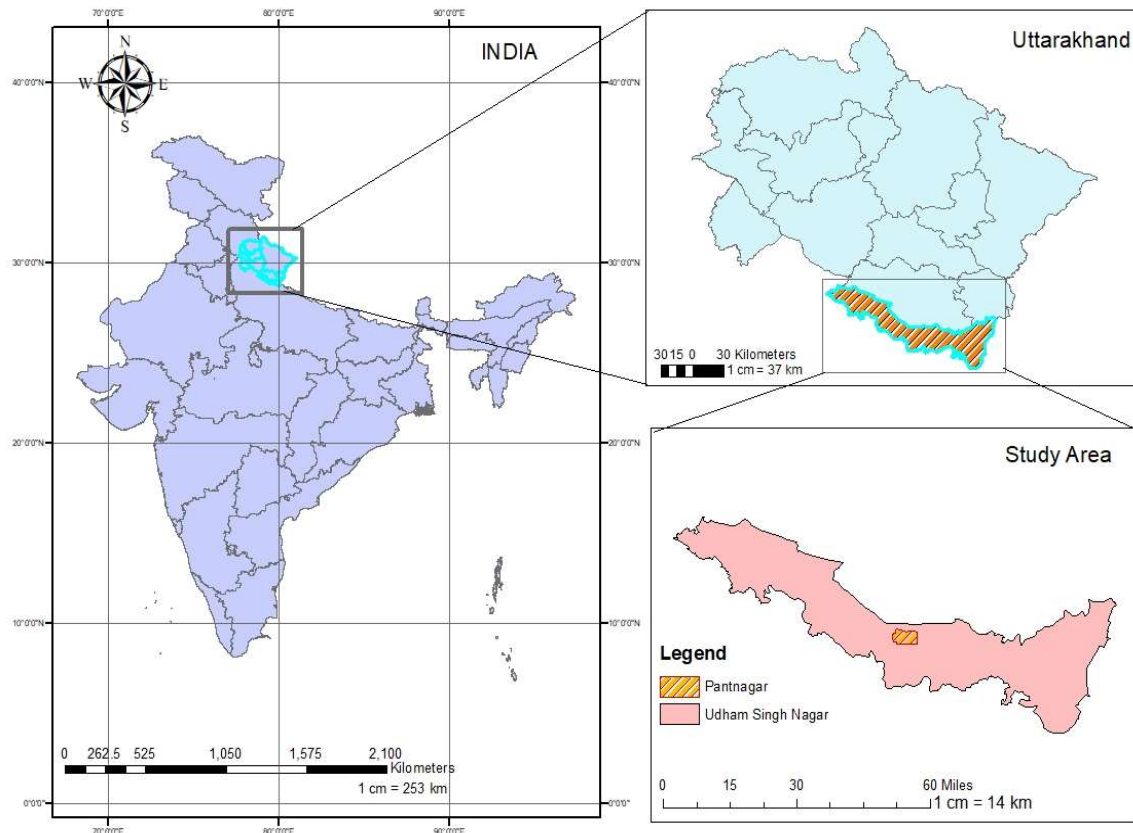 70°0'0"E 80°0'0"E 90°0'0"E
INDIA
N
W E
S
40°0'0"N 40°0'0"N
30°0'0"N 30°0'0"N
20°0'0"N 20°0'0"N
10°0'0"N 10°0'0"N
0°0'0" 0°0'0"
0 262.5 525 1,050 1,575 2,100
Kilometers
1 cm = 253 km
70°0'0"E 80°0'0"E 90°0'0"E
Uttarakhand
3015 0 30 Kilometers
1 cm = 37 km
Study Area
Legend
Pantnagar
Udham Singh Nagar
0 15 30 60 Miles
1 cm = 14 km